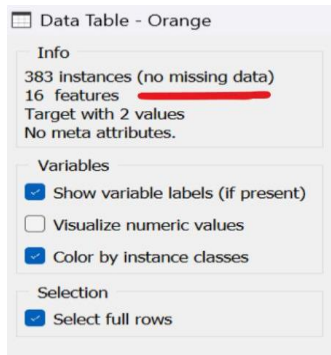 Data Table - Orange
Info
383 instances (no missing data)
16 features
Target with 2 values
No meta attributes.
Variables
Show variable labels (if present)
Visualize numeric values
Color by instance classes
Selection
Select full rows